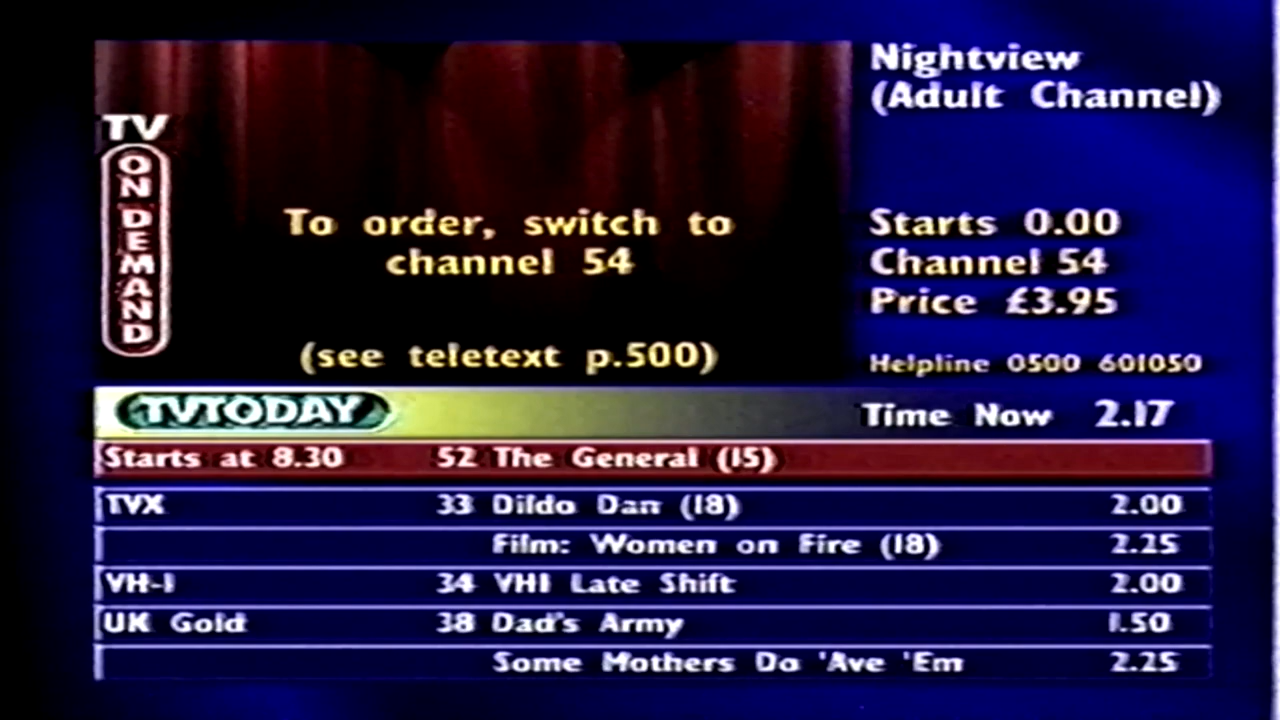 Nightview
(Adult Channel)
TV
ON DEMAND
To order, switch to
channel 54
(see teletext p.500)
Starts 0.00
Channel 54
Price £3.95
Helpline 0500 601050
TVTODAY
Time Now 2.17
Starts at 8.30 52 The General (15)
TVX 33 Dildo Dan (18) 2.00
Film: Women on Fire (18) 2.25
VH-1 34 VH1 Late Shift 2.00
UK Gold 38 Dad's Army 1.50
Some Mothers Do 'Ave 'Em 2.25